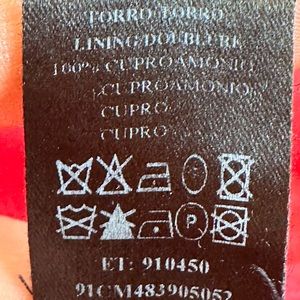 FORRO FORRO
LINING/DOUBLURE
100% CUPROAMONIO
CUPROAMONIO
CUPRO
CUPRO
P
ET: 910450
91CM483905052